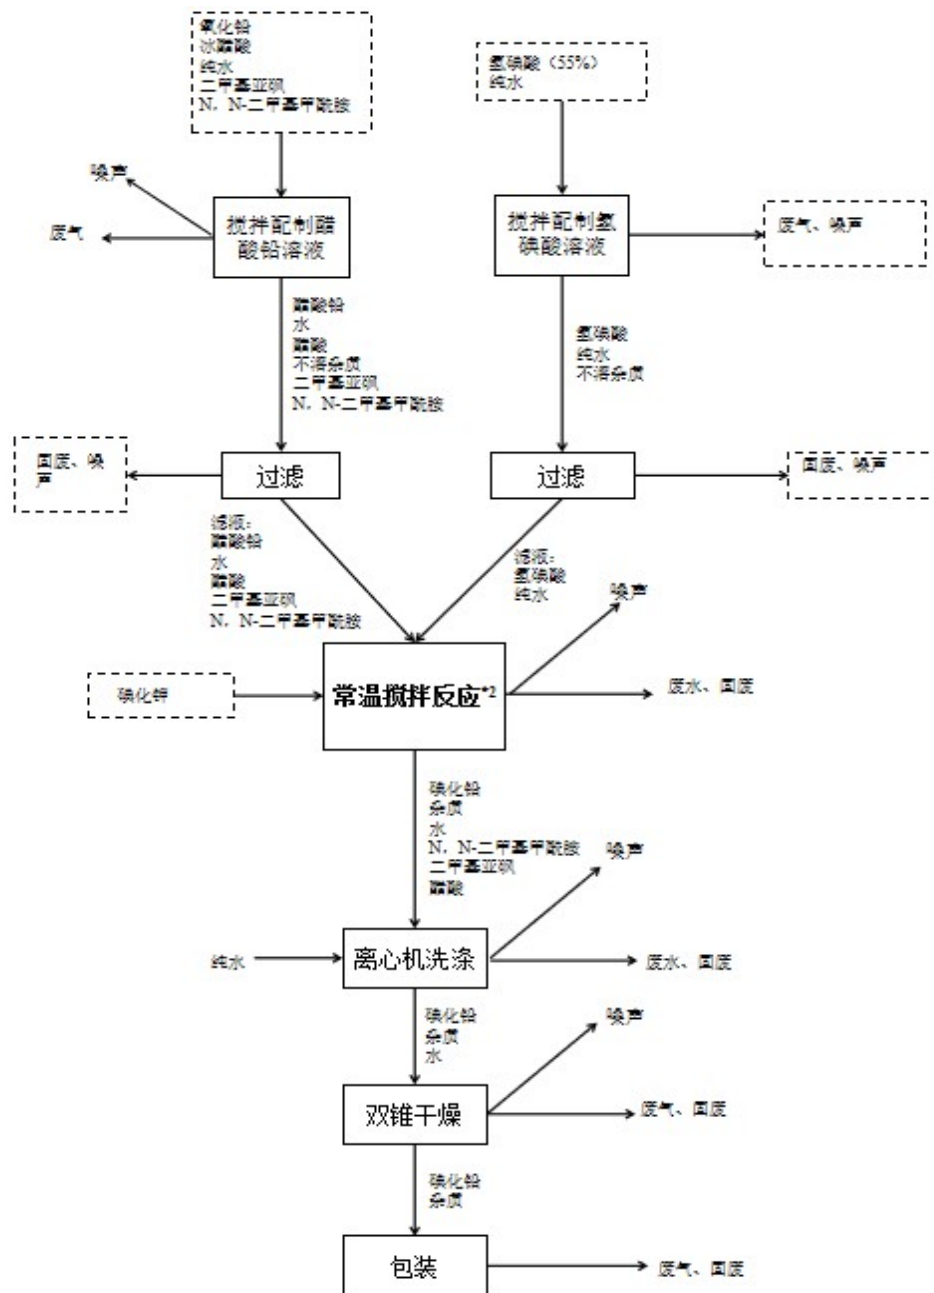 氧化铅
冰醋酸
纯水
二甲基亚砜
N，N-二甲基甲酰胺
氢碘酸（55%）
纯水
噪声
废气
搅拌配制醋
酸铅溶液
搅拌配制氢
碘酸溶液
废气、噪声
醋酸铅
水
醋酸
不溶杂质
二甲基亚砜
N，N-二甲基甲酰胺
氢碘酸
纯水
不溶杂质
固废、噪
声
过滤
过滤
固废、噪声
滤液：
醋酸铅
水
醋酸
二甲基亚砜
N，N-二甲基甲酰胺
滤液：
氢碘酸
纯水
噪声
碘化钾
常温搅拌反应*2
废水、固废
碘化铅
杂质
水
N，N-二甲基甲酰胺
二甲基亚砜
醋酸
噪声
纯水
离心机洗涤
废水、固废
碘化铅
杂质
水
噪声
双锥干燥
废气、固废
碘化铅
杂质
包装
废气、固废